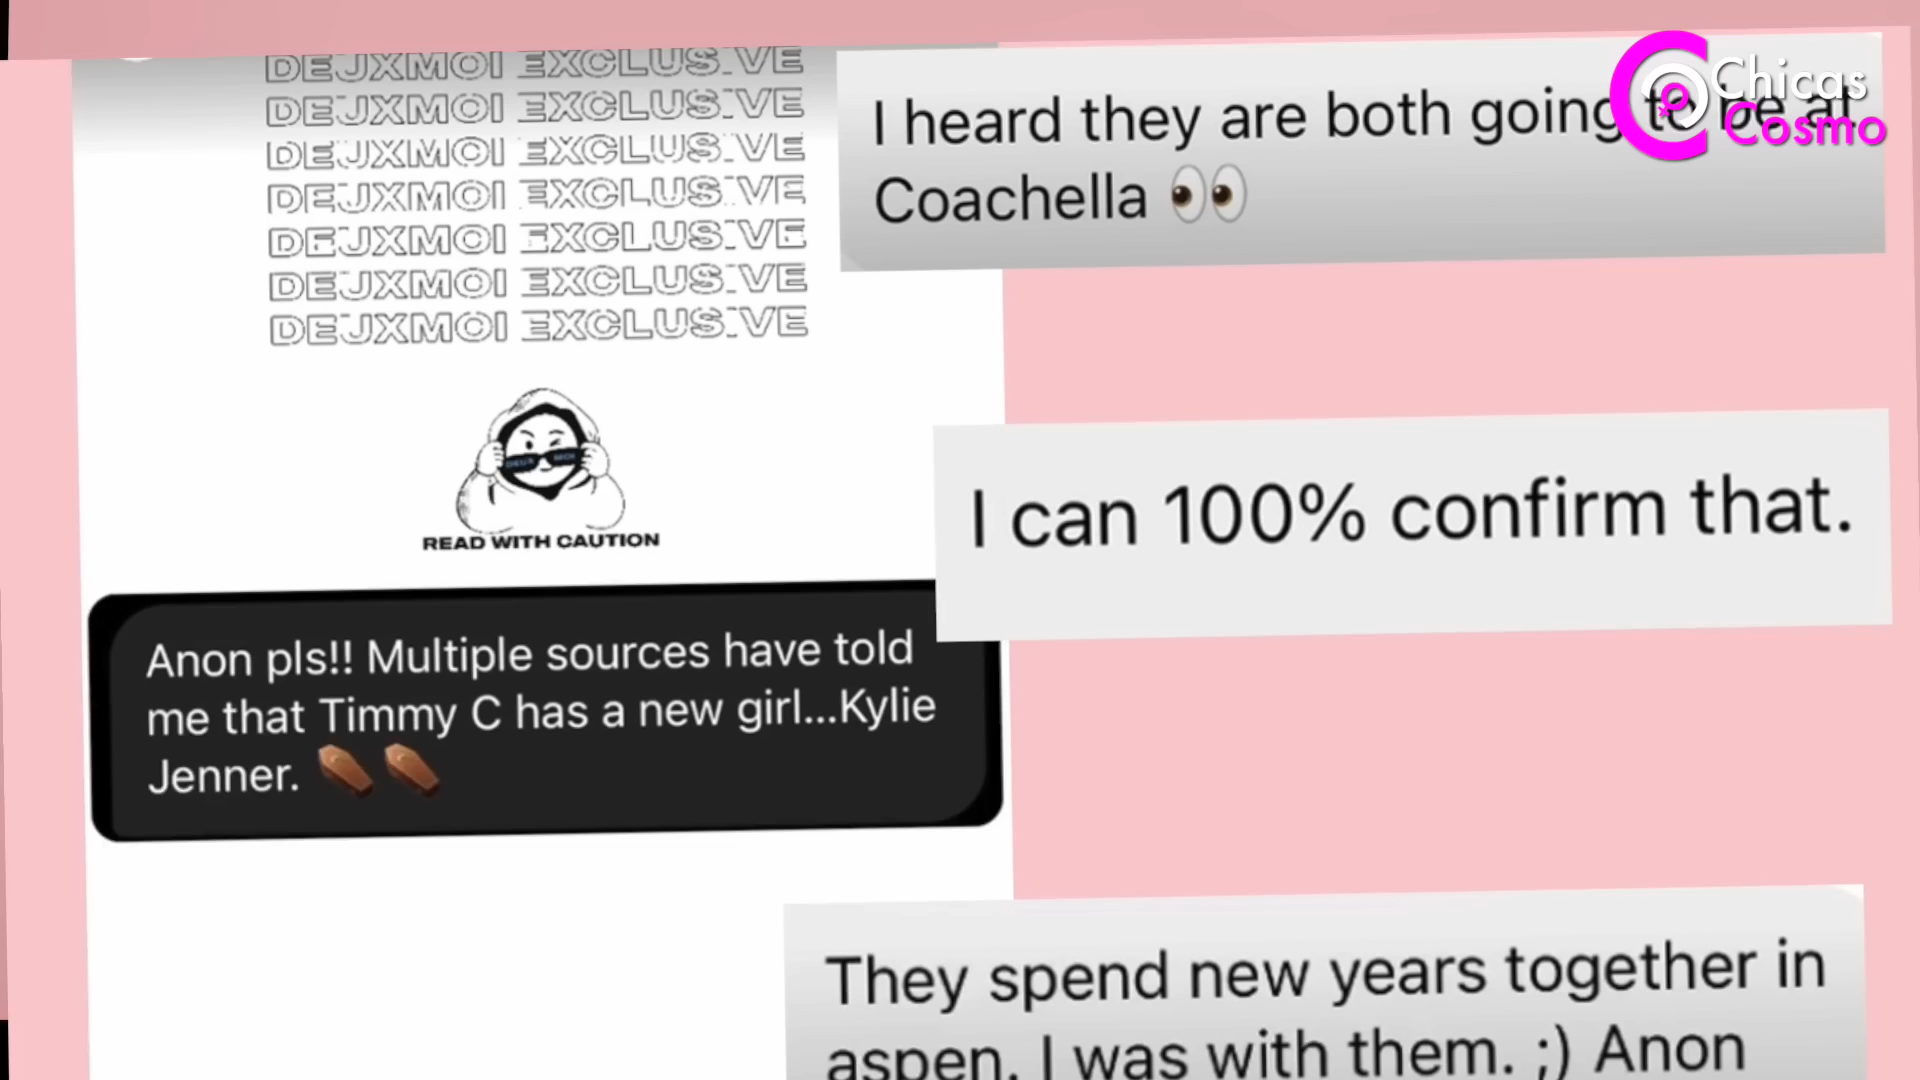 DEUXMOI EXCLUSIVE
DEUXMOI EXCLUSIVE
DEUXMOI EXCLUSIVE
DEUXMOI EXCLUSIVE
DEUXMOI EXCLUSIVE
DEUXMOI EXCLUSIVE
DEUXMOI EXCLUSIVE
DEUX MOI
READ WITH CAUTION
Anon pls!! Multiple sources have told
me that Timmy C has a new girl...Kylie
Jenner. ⚰️⚰️
I heard they are both going to be at
Coachella 👀
Chicas
Cosmo
I can 100% confirm that.
They spend new years together in
aspen. I was with them. ;) Anon